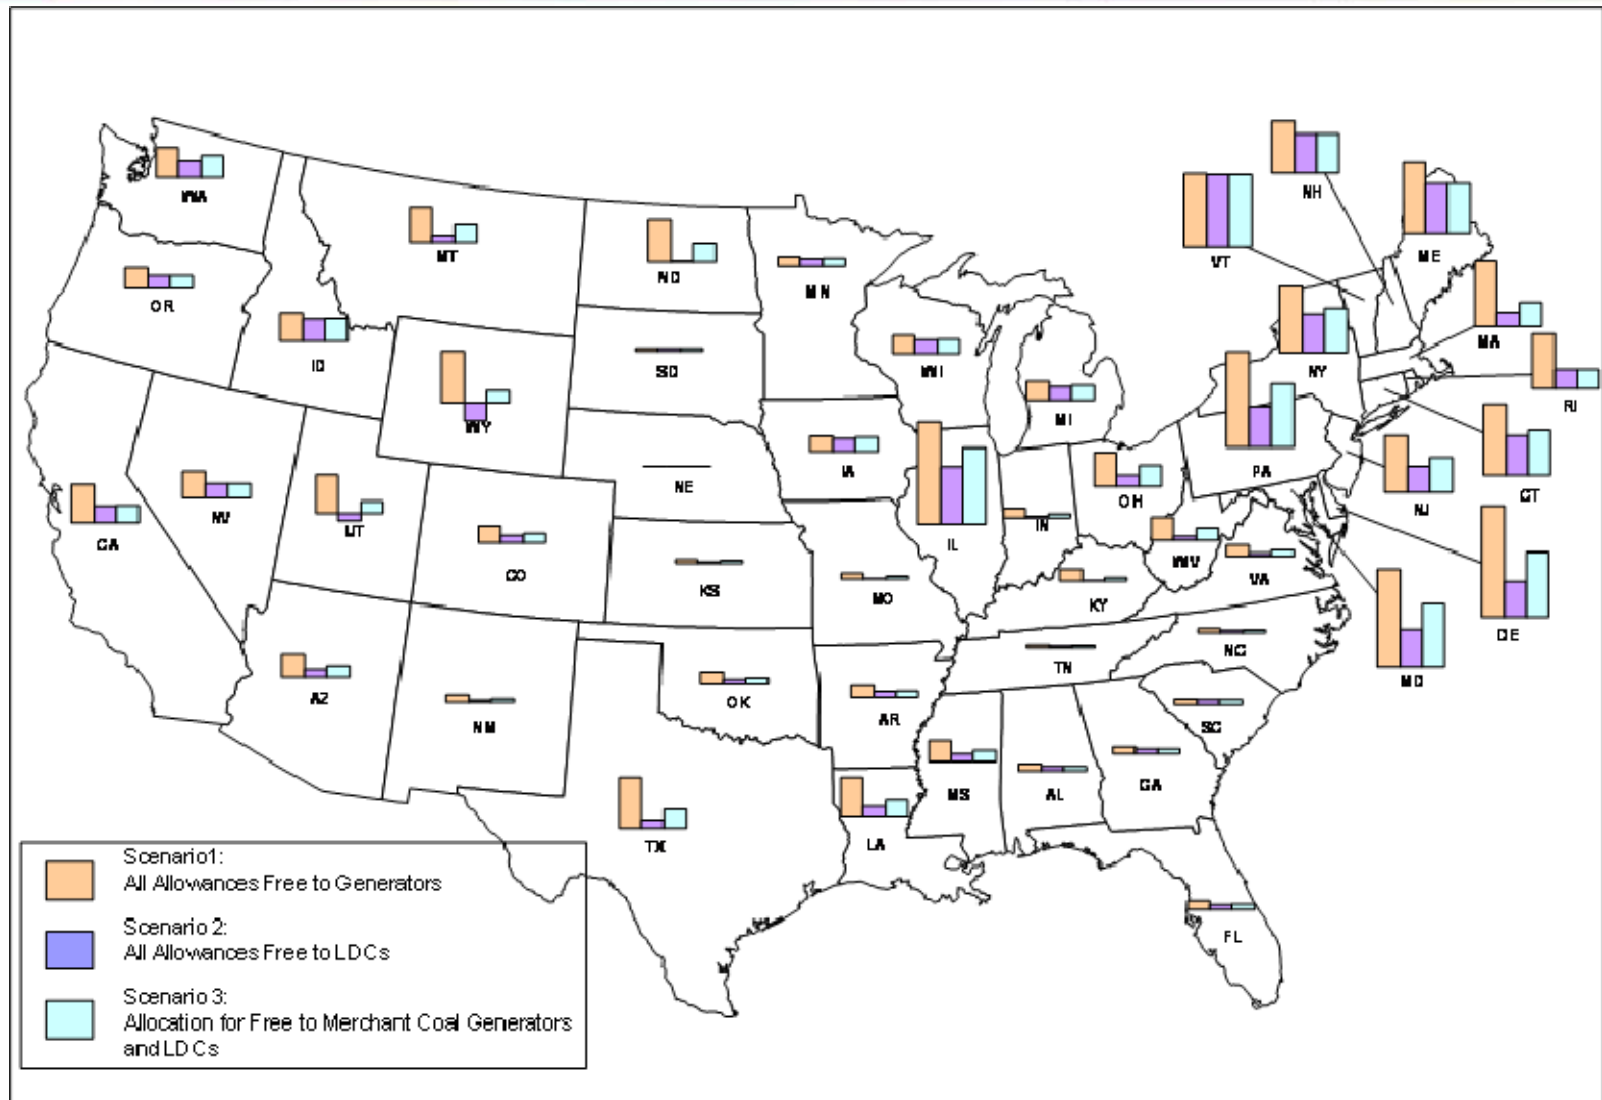 NH
WA
VT
ME
MT
ND
MN
OR
MA
ID
SD
WI
NY
RI
WY
MI
IA
PA
NE
CT
NV
UT
OH
NJ
CA
IL
IN
CO
WV
VA
KS
MO
KY
DE
NC
TN
MD
AZ
OK
AR
NM
SC
MS
AL
GA
TX
LA
FL
Scenario1:
All Allowances Free to Generators
Scenario 2:
All Allowances Free to LDCs
Scenario 3:
Allocation for Free to Merchant Coal Generators
and LDCs